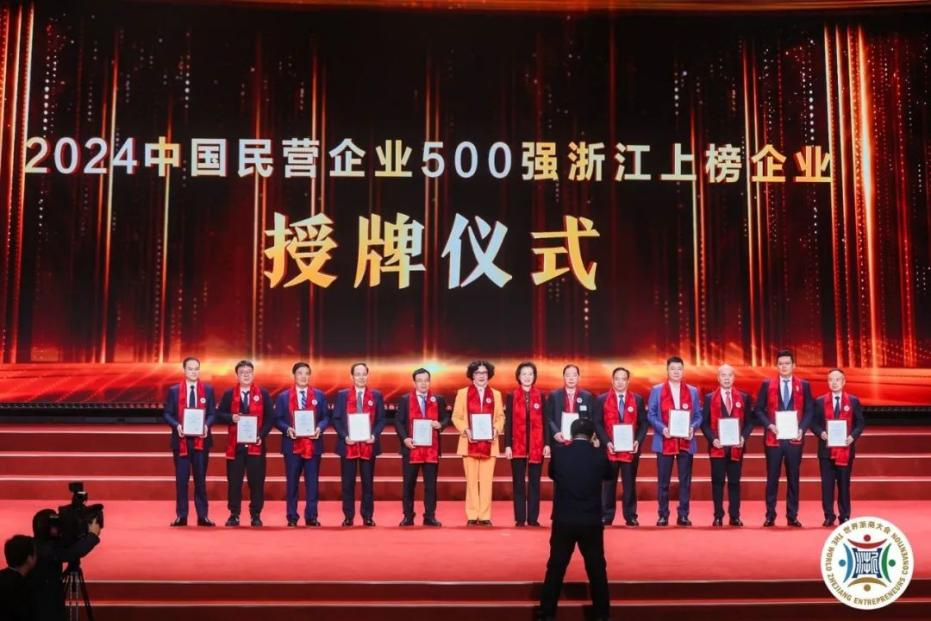 2024中国民营企业500强浙江上榜企业
授牌仪式
世界浙商大会
THE WORLD ZHEJIANG ENTREPRENEURS CONVENTION
浙